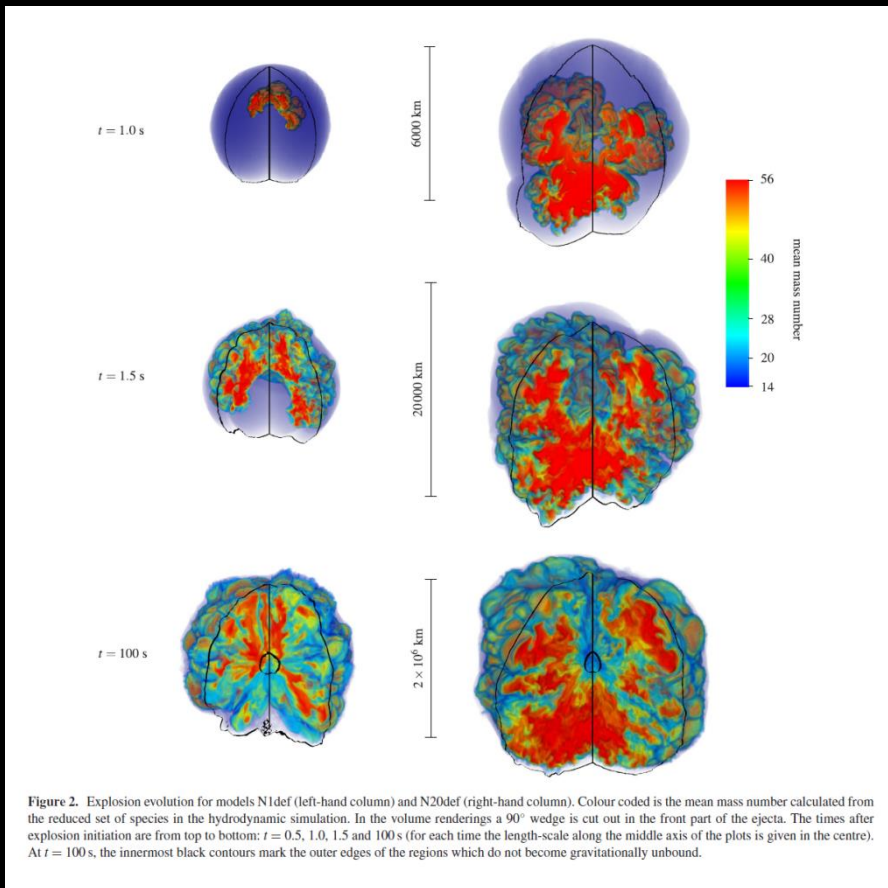 t = 1.0 s
6000 km
56
40
28
20
14
mean mass number
t = 1.5 s
20 000 km
t = 100 s
2 × 10⁶ km
Figure 2. Explosion evolution for models N1def (left-hand column) and N20def (right-hand column). Colour coded is the mean mass number calculated from
the reduced set of species in the hydrodynamic simulation. In the volume renderings a 90° wedge is cut out in the front part of the ejecta. The times after
explosion initiation are from top to bottom: t = 0.5, 1.0, 1.5 and 100 s (for each time the length-scale along the middle axis of the plots is given in the centre).
At t = 100 s, the innermost black contours mark the outer edges of the regions which do not become gravitationally unbound.